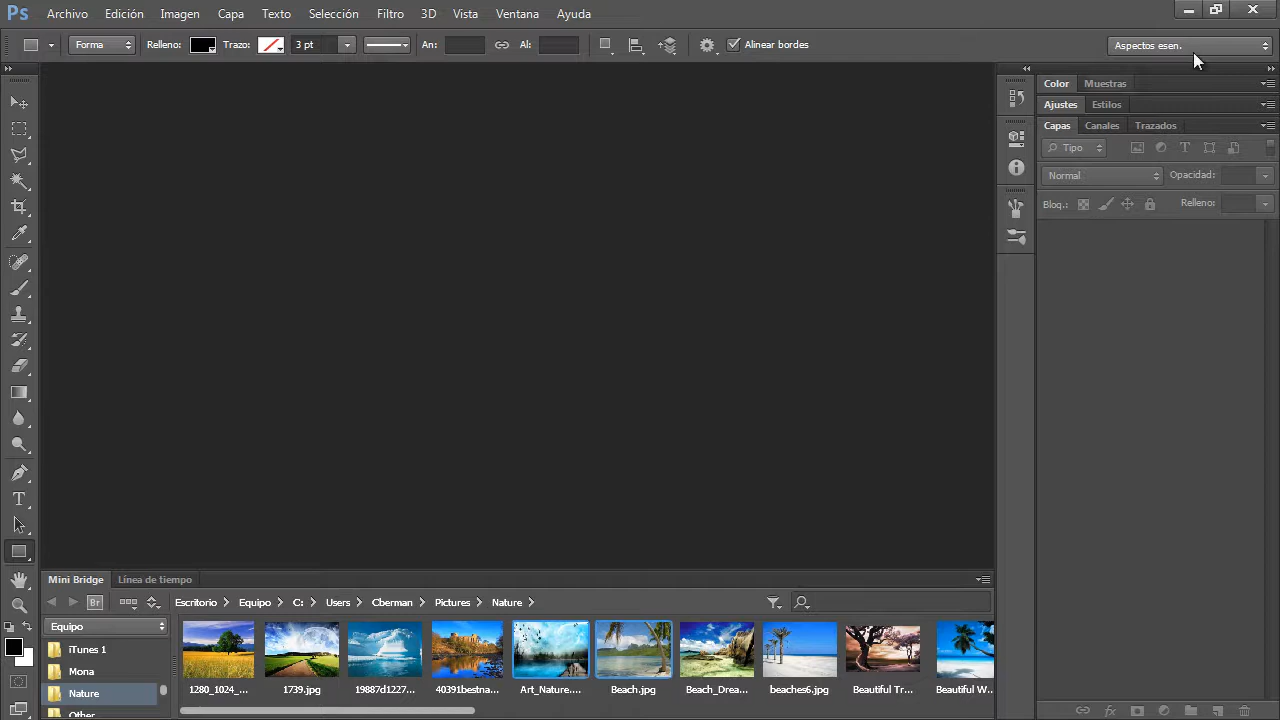 Ps Archivo Edición Imagen Capa Texto Selección Filtro 3D Vista Ventana Ayuda
Forma Relleno: Trazo: 3 pt An: Al: Alinear bordes Aspectos esen.
Color Muestras
Ajustes Estilos
Capas Canales Trazados
Tipo
Normal Opacidad:
Bloq.: Relleno:
Mini Bridge Línea de tiempo
Br Escritorio Equipo C: Users Cberman Pictures Nature
Equipo
iTunes 1
Mona
Nature
Other
1280_1024_... 1739.jpg 19887d1227... 40391bestna... Art_Nature.... Beach.jpg Beach_Drea... beaches6.jpg Beautiful Tr... Beautiful W...